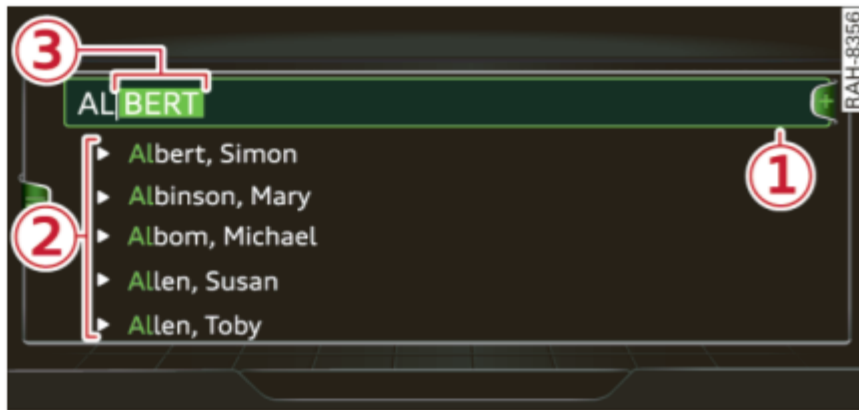 3
RAH-8356
AL BERT
1
Albert, Simon
Albinson, Mary
2
Albom, Michael
Allen, Susan
Allen, Toby